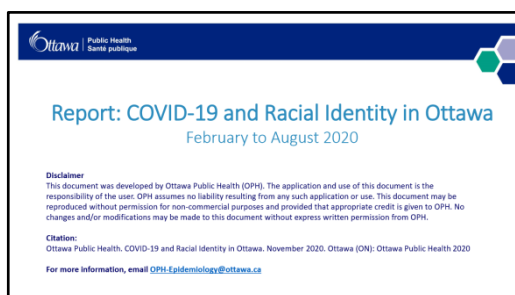 Ottawa Public Health
Santé publique
Report: COVID-19 and Racial Identity in Ottawa
February to August 2020
Disclaimer
This document was developed by Ottawa Public Health (OPH). The application and use of this document is the
responsibility of the user. OPH assumes no liability resulting from any such application or use. This document may be
reproduced without permission for non-commercial purposes and provided that appropriate credit is given to OPH. No
changes and/or modifications may be made to this document without express written permission from OPH.
Citation:
Ottawa Public Health. COVID-19 and Racial Identity in Ottawa. November 2020. Ottawa (ON): Ottawa Public Health 2020
For more information, email OPH-Epidemiology@ottawa.ca